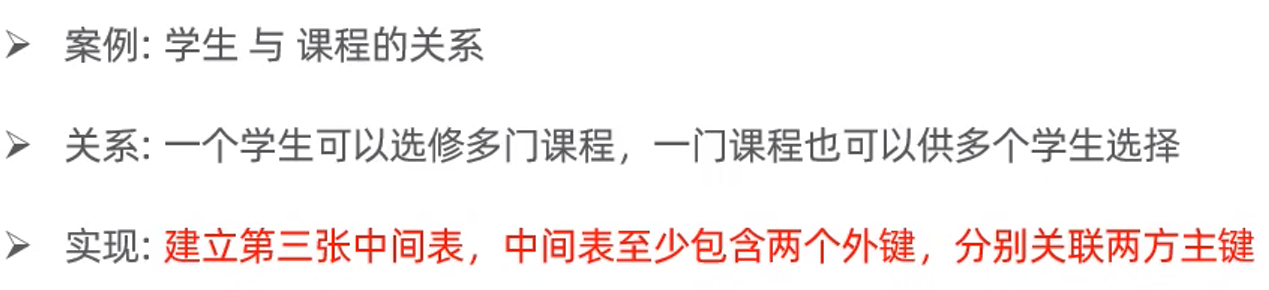 ➢ 案例: 学生 与 课程的关系
➢ 关系: 一个学生可以选修多门课程，一门课程也可以供多个学生选择
➢ 实现: 建立第三张中间表，中间表至少包含两个外键，分别关联两方主键